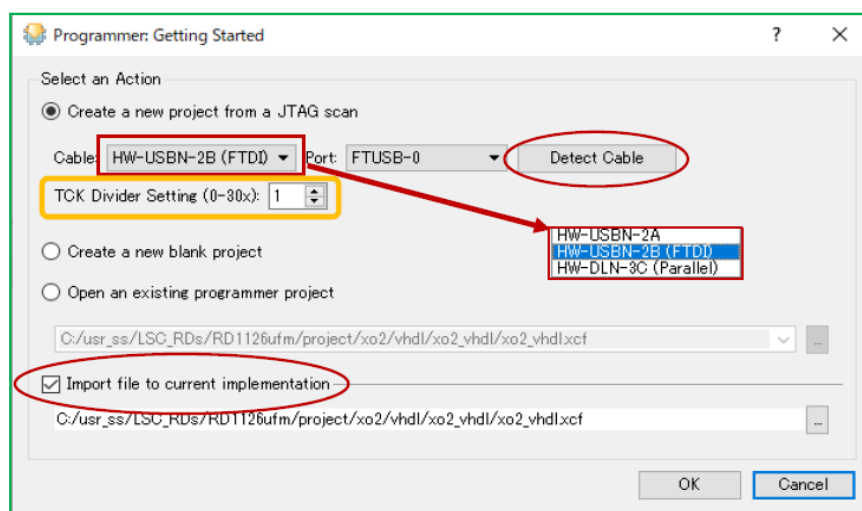 Programmer: Getting Started ? ×
Select an Action
Create a new project from a JTAG scan
Cable: HW-USBN-2B (FTDI) Port: FTUSB-0 Detect Cable
TCK Divider Setting (0-30x): 1
HW-USBN-2A
HW-USBN-2B (FTDI)
HW-DLN-3C (Parallel)
Create a new blank project
Open an existing programmer project
C:/usr_ss/LSC_RDs/RD1126ufm/project/xo2/vhdl/xo2_vhdl/xo2_vhdl.xcf ...
Import file to current implementation
C:/usr_ss/LSC_RDs/RD1126ufm/project/xo2/vhdl/xo2_vhdl/xo2_vhdl.xcf ...
OK Cancel